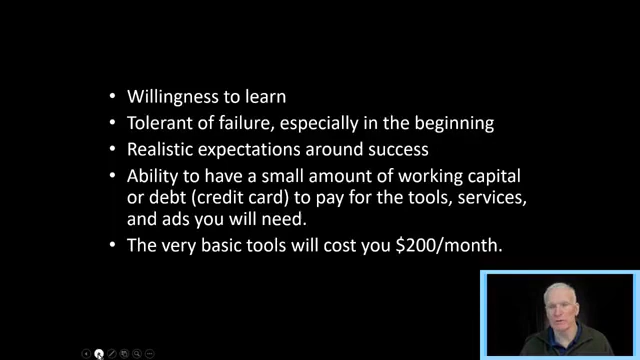 • Willingness to learn
• Tolerant of failure, especially in the beginning
• Realistic expectations around success
• Ability to have a small amount of working capital
or debt (credit card) to pay for the tools, services,
and ads you will need.
• The very basic tools will cost you $200/month.